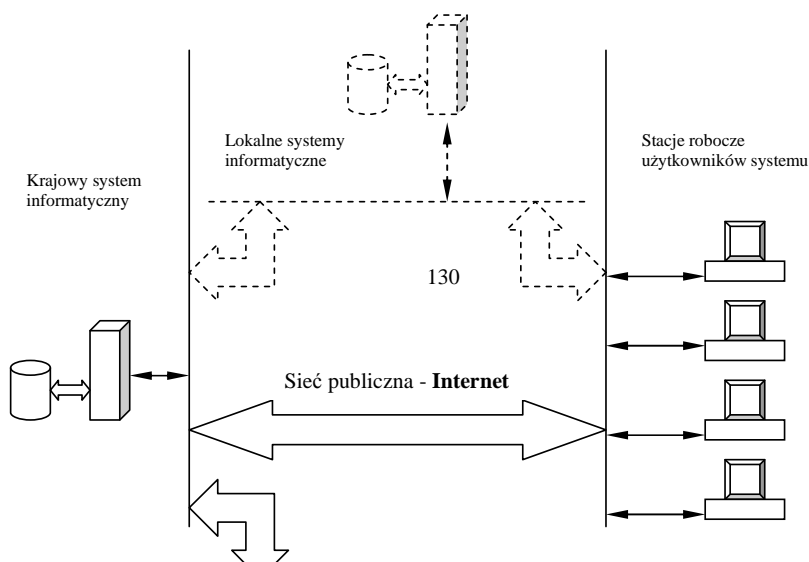 Lokalne systemy
informatyczne
Stacje robocze
użytkowników systemu
Krajowy system
informatyczny
130
Sieć publiczna - Internet